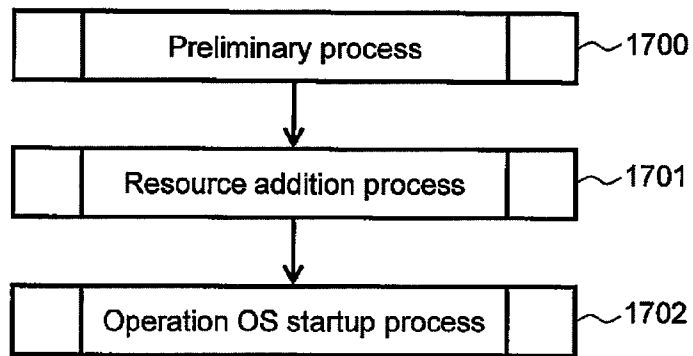 Preliminary process
1700
Resource addition process
1701
Operation OS startup process
1702